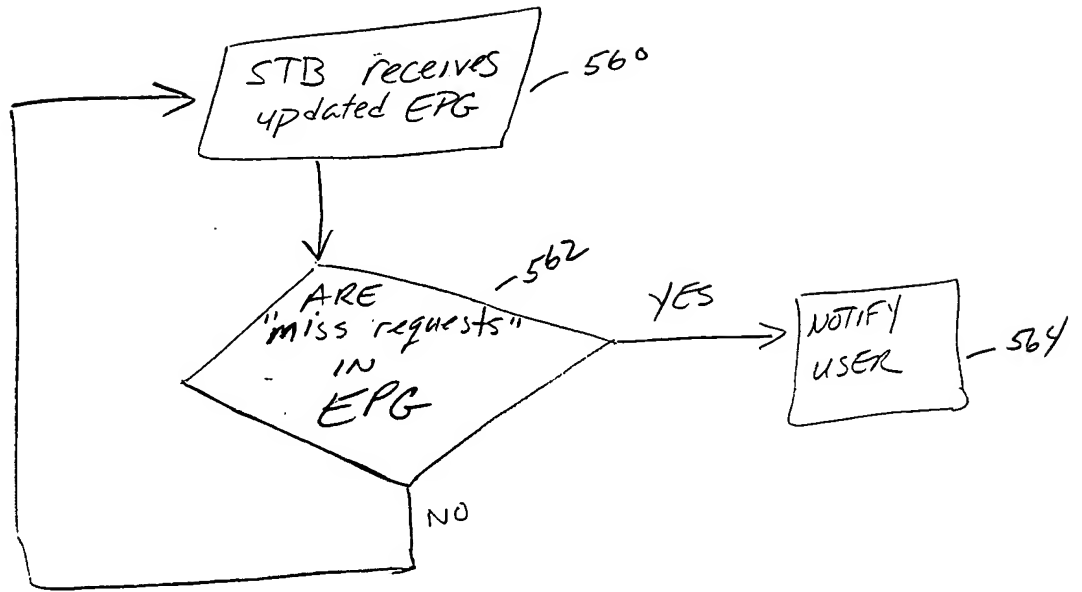 STB receives
updated EPG
560
ARE
"miss requests"
IN
EPG
562
YES
NOTIFY
USER
564
NO